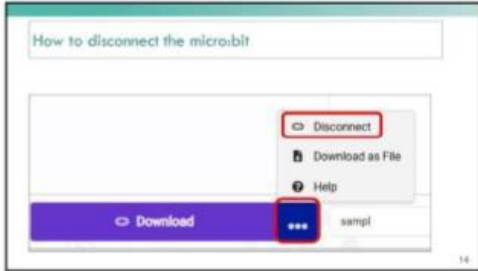 How to disconnect the micro:bit
Disconnect
Download as File
Help
Download
sampl
14